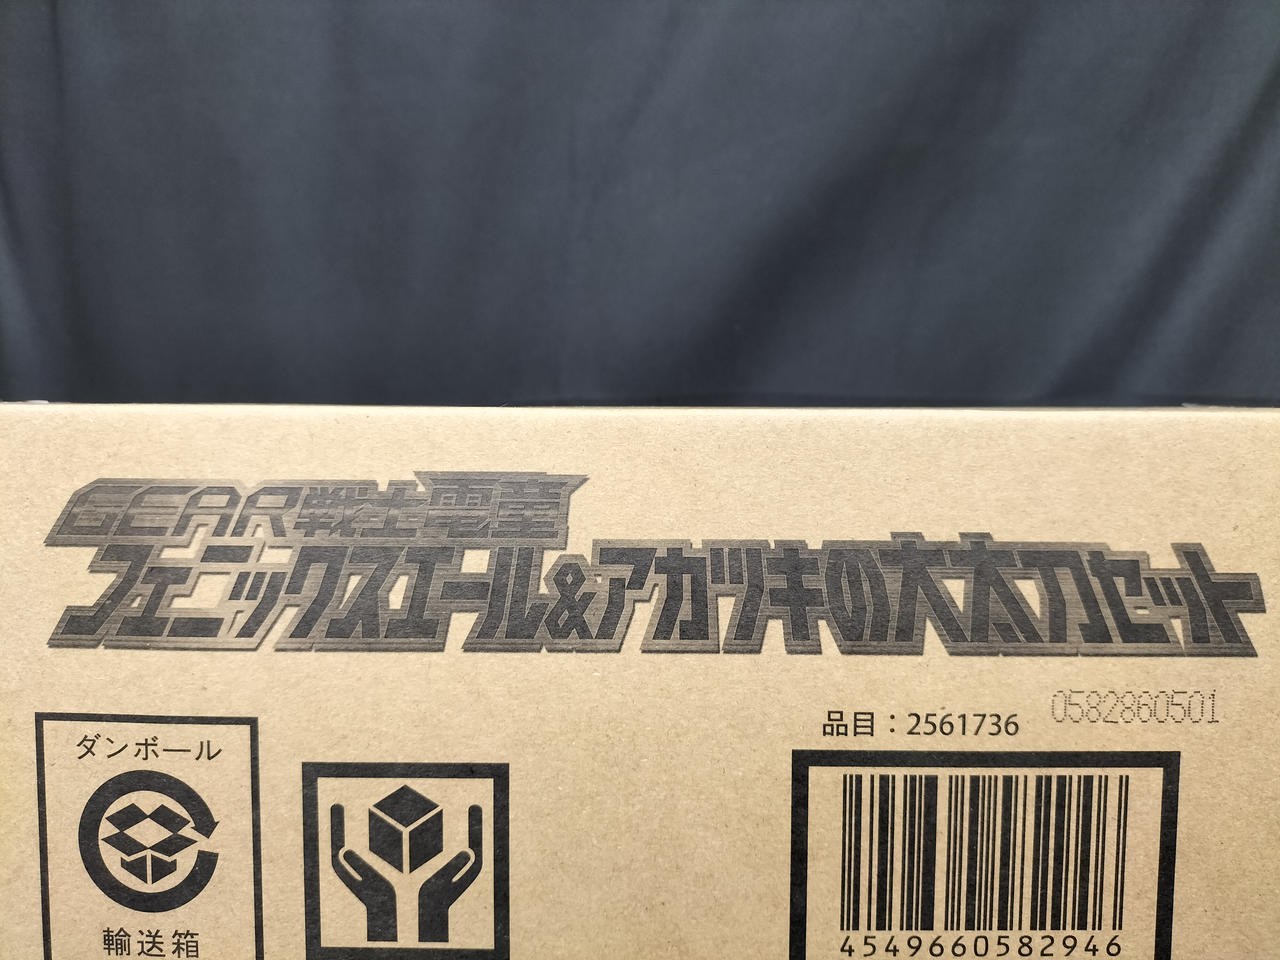 GEAR戦士電童
フェニックスエール&アカツキの大太刀セット
0582860501
品目：2561736
ダンボール
輸送箱
4549660582946